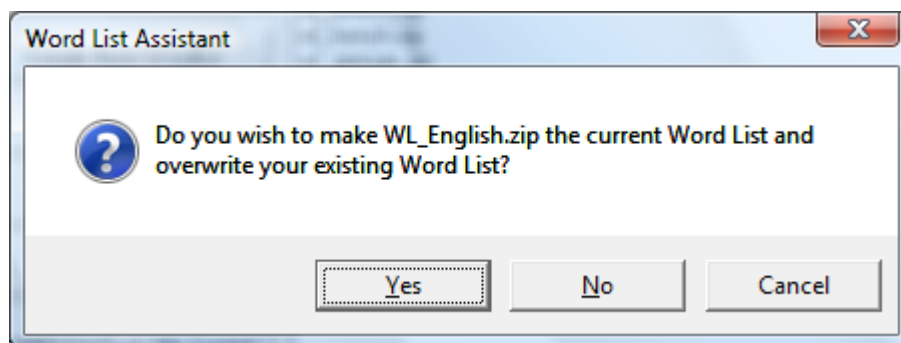 Word List Assistant
Do you wish to make WL_English.zip the current Word List and
overwrite your existing Word List?
Yes No Cancel